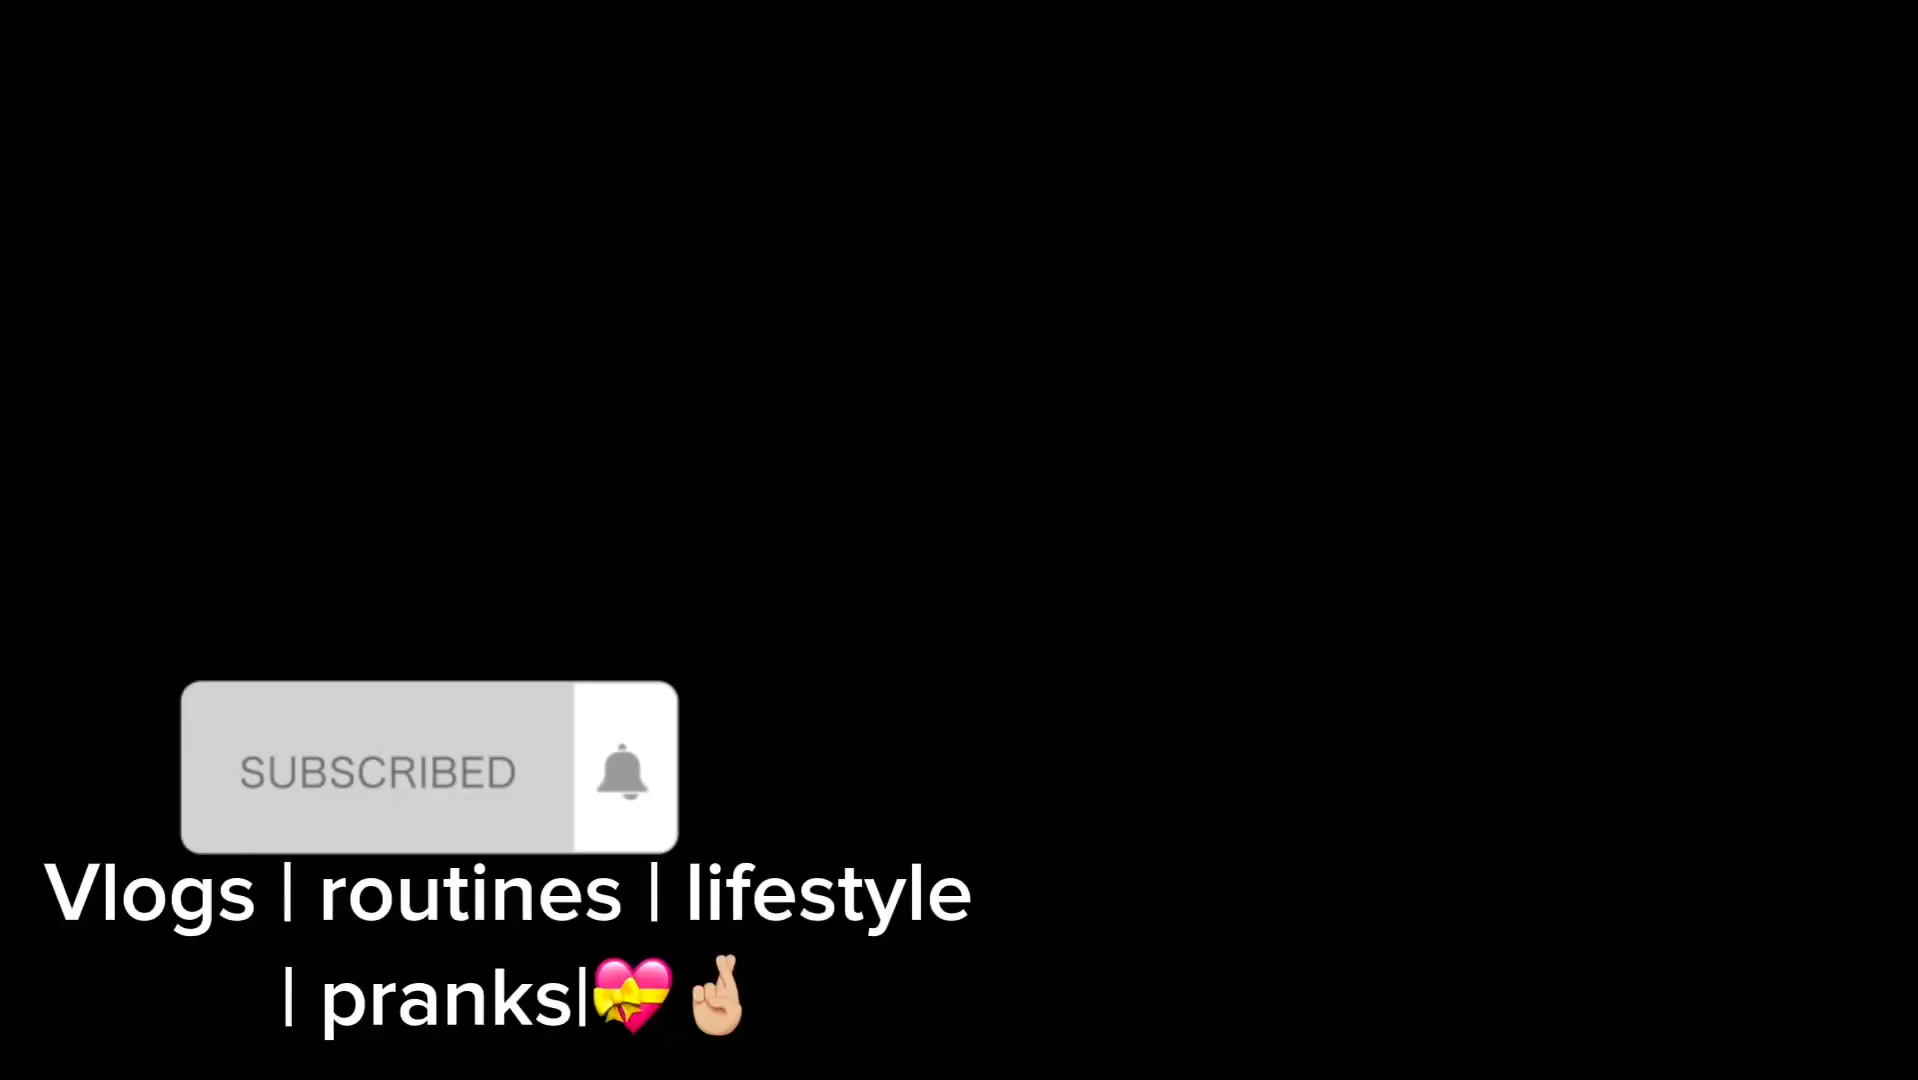 SUBSCRIBED
Vlogs | routines | lifestyle
| pranks|💝🤞🏼